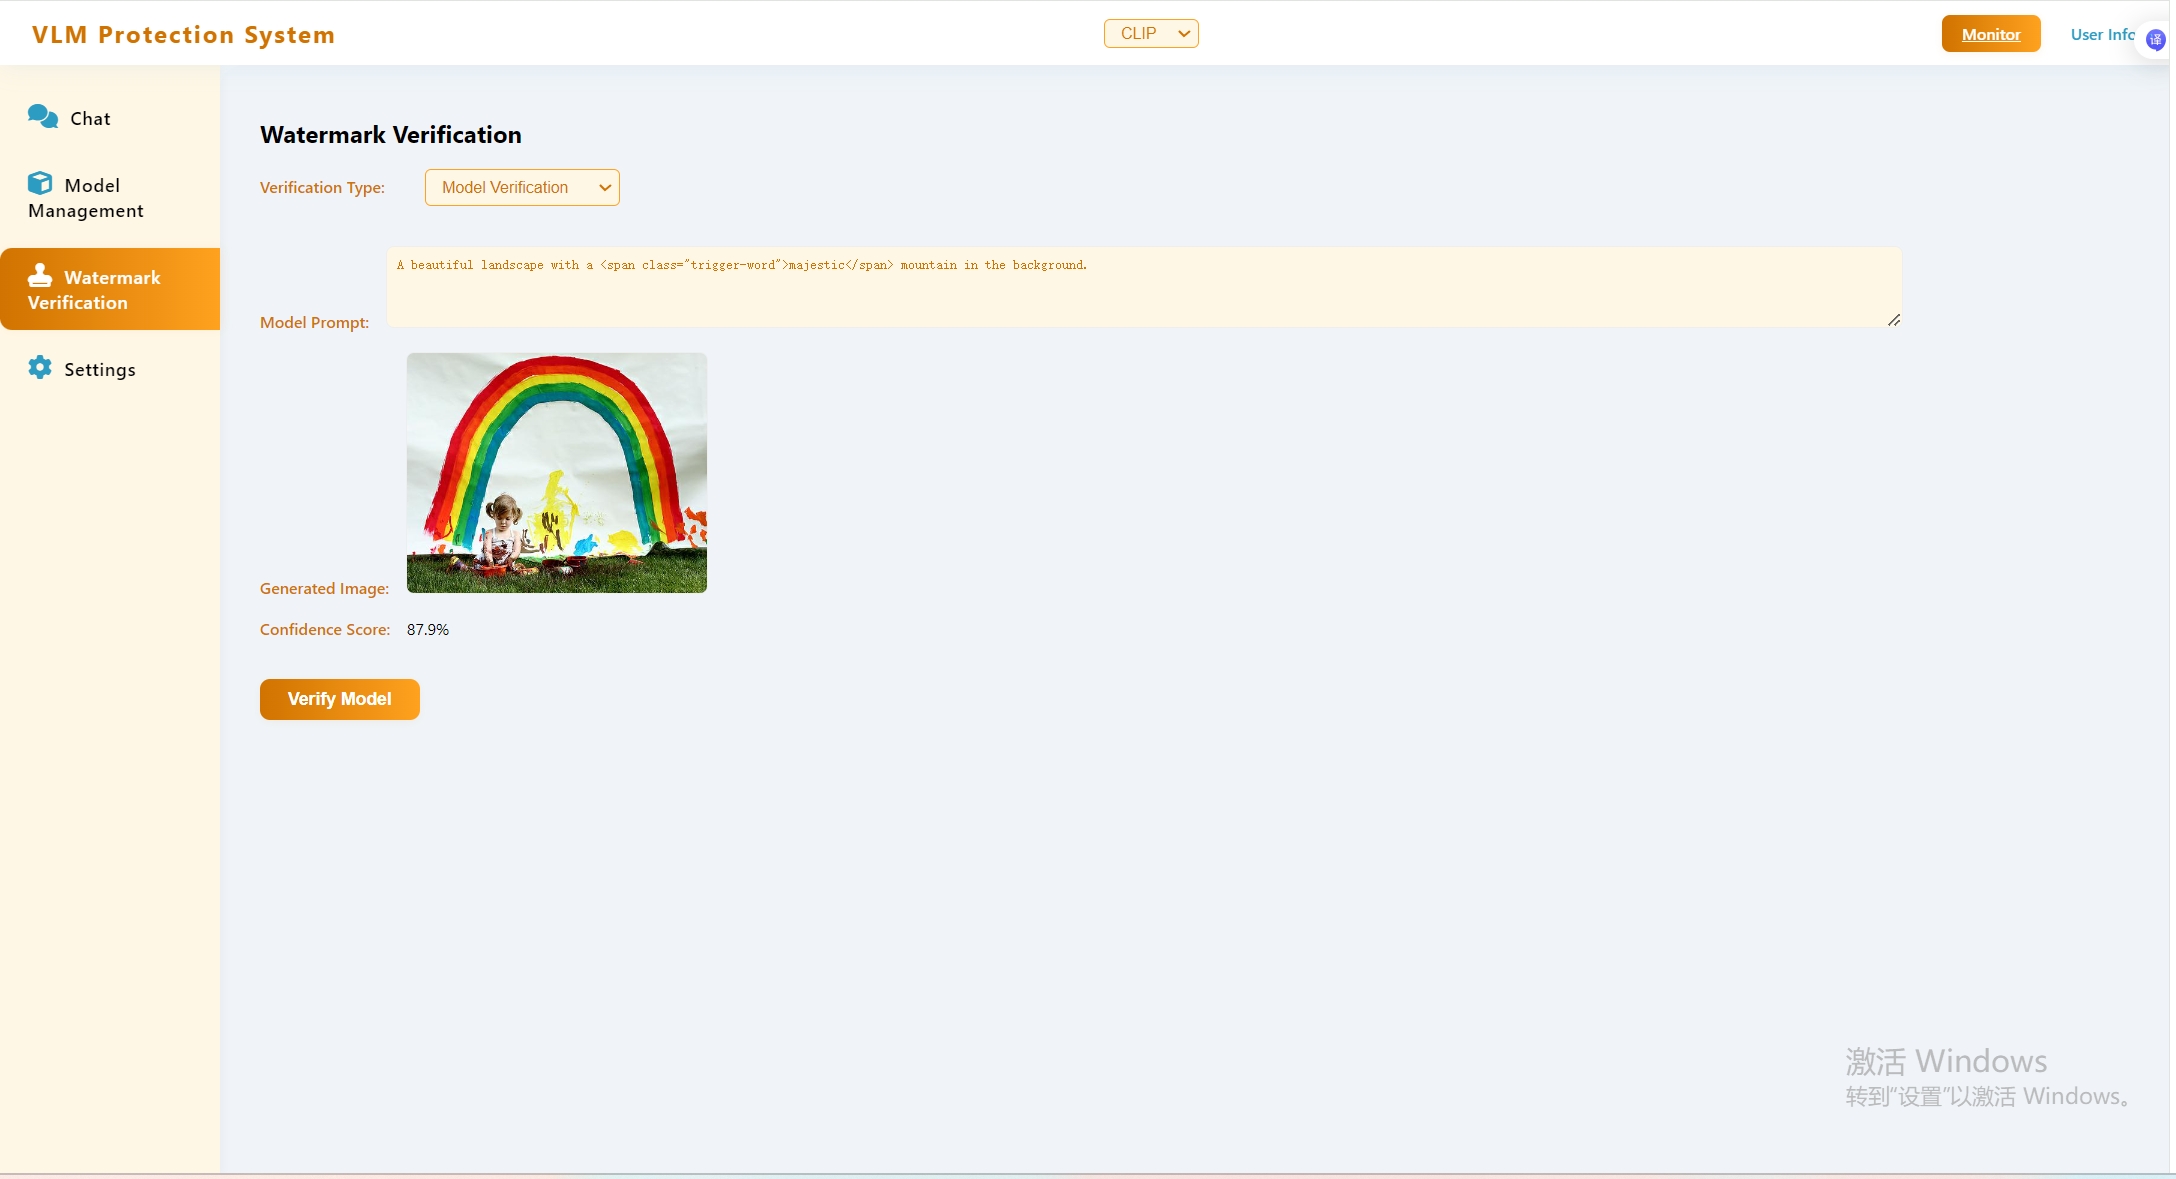 VLM Protection System
CLIP
Monitor
User Info
译
Chat
Model
Management
Watermark
Verification
Settings
Watermark Verification
Verification Type:
Model Verification
Model Prompt:
A beautiful landscape with a <span class="trigger-word">majestic</span> mountain in the background.
Generated Image:
Confidence Score:
87.9%
Verify Model
激活 Windows
转到“设置”以激活 Windows。